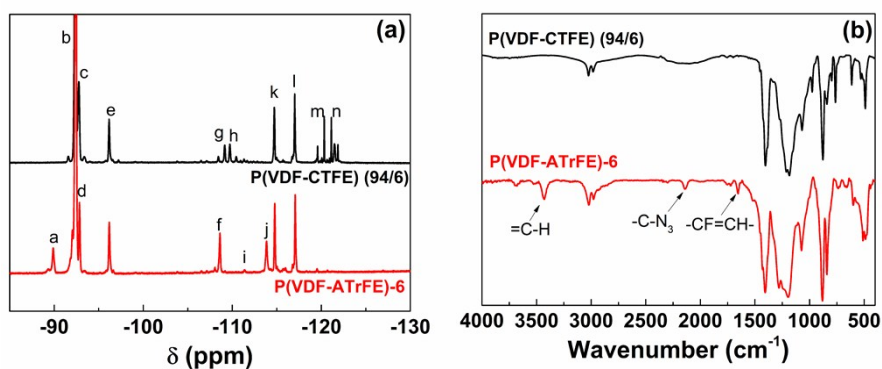 (a)
b
c
e
g h
k
l
m
n
P(VDF-CTFE) (94/6)
a
d
f
i
j
P(VDF-ATrFE)-6
-90 -100 -110 -120 -130
δ (ppm)
(b)
P(VDF-CTFE) (94/6)
P(VDF-ATrFE)-6
=C-H
-C-N3
-CF=CH-
4000 3500 3000 2500 2000 1500 1000 500
Wavenumber (cm-1)